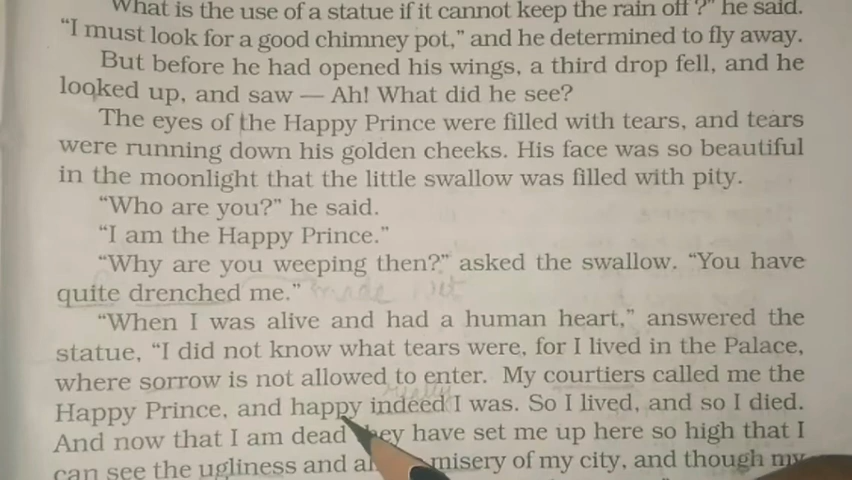 What is the use of a statue if it cannot keep the rain off?" he said.
"I must look for a good chimney pot," and he determined to fly away.
But before he had opened his wings, a third drop fell, and he
looked up, and saw — Ah! What did he see?
The eyes of the Happy Prince were filled with tears, and tears
were running down his golden cheeks. His face was so beautiful
in the moonlight that the little swallow was filled with pity.
"Who are you?" he said.
"I am the Happy Prince."
"Why are you weeping then?" asked the swallow. "You have
quite drenched me." made wet
"When I was alive and had a human heart," answered the
statue, "I did not know what tears were, for I lived in the Palace,
where sorrow is not allowed to enter. My courtiers called me the
really
Happy Prince, and happy indeed I was. So I lived, and so I died.
And now that I am dead they have set me up here so high that I
can see the ugliness and misery of my city, and though my